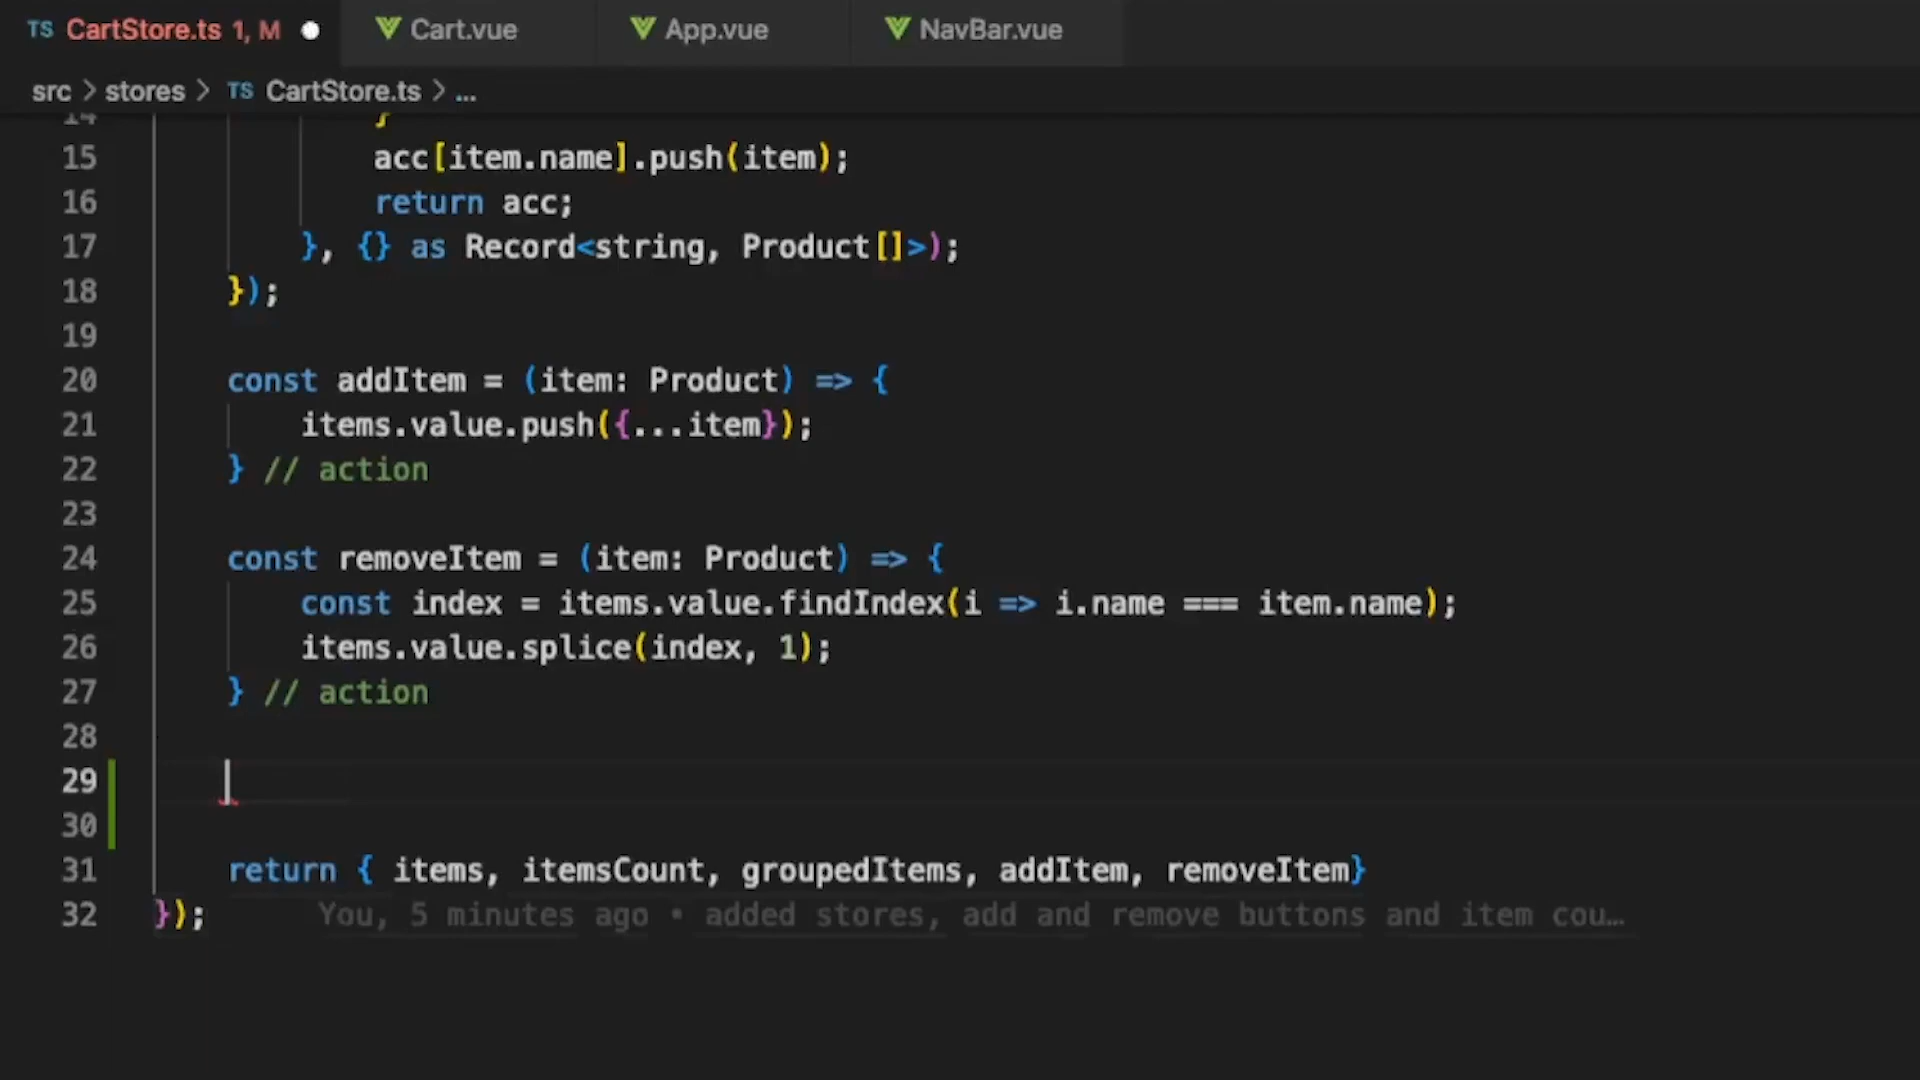 TS CartStore.ts 1, M Cart.vue App.vue NavBar.vue
src > stores > TS CartStore.ts > ...
14 }
15 acc[item.name].push(item);
16 return acc;
17 }, {} as Record<string, Product[]>);
18 });
19
20 const addItem = (item: Product) => {
21 items.value.push({...item});
22 } // action
23
24 const removeItem = (item: Product) => {
25 const index = items.value.findIndex(i => i.name === item.name);
26 items.value.splice(index, 1);
27 } // action
28
29
30
31 return { items, itemsCount, groupedItems, addItem, removeItem}
32 }); You, 5 minutes ago • added stores, add and remove buttons and item cou…